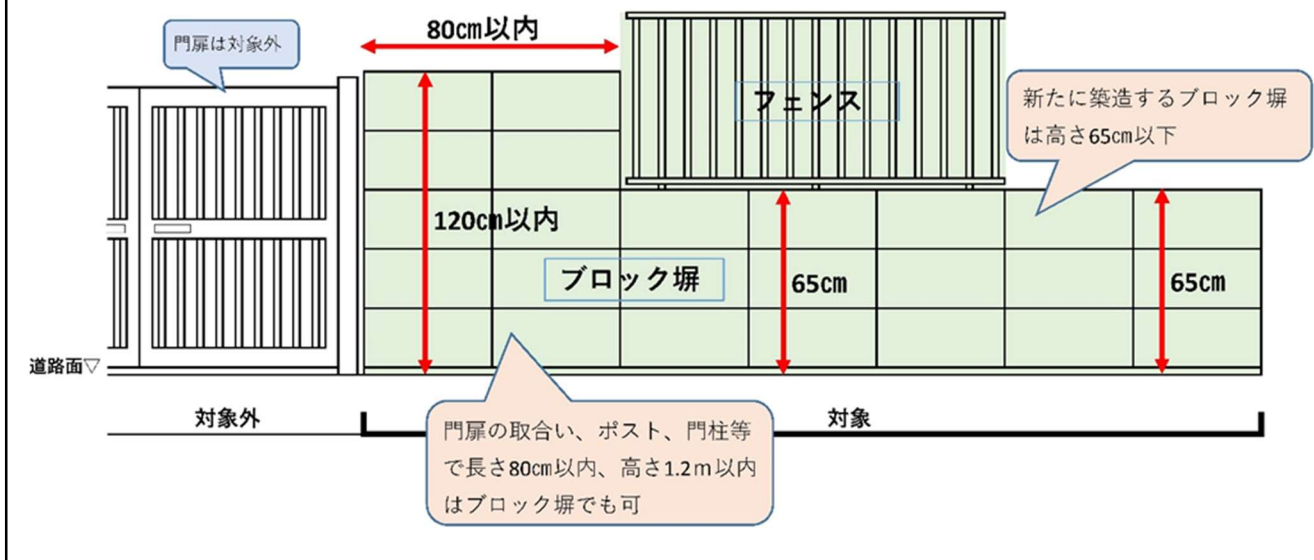 門扉は対象外
80㎝以内
フェンス
新たに築造するブロック塀
は高さ65㎝以下
120㎝以内
ブロック塀
65㎝
65㎝
道路面▽
対象外
対象
門扉の取合い、ポスト、門柱等
で長さ80㎝以内、高さ1.2ｍ以内
はブロック塀でも可